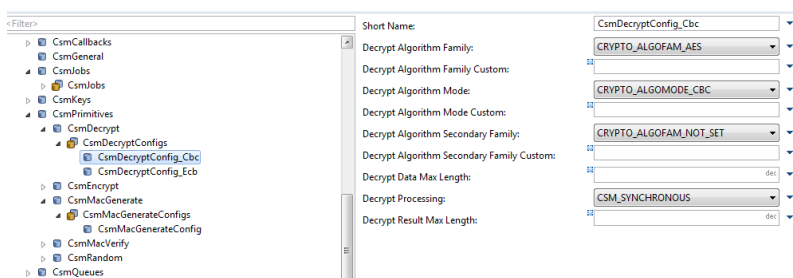 <Filter>
CsmCallbacks
CsmGeneral
CsmJobs
CsmJobs
CsmKeys
CsmPrimitives
CsmDecrypt
CsmDecryptConfigs
CsmDecryptConfig_Cbc
CsmDecryptConfig_Ecb
CsmEncrypt
CsmMacGenerate
CsmMacGenerateConfigs
CsmMacGenerateConfig
CsmMacVerify
CsmRandom
CsmQueues
Short Name: CsmDecryptConfig_Cbc
Decrypt Algorithm Family: CRYPTO_ALGOFAM_AES
Decrypt Algorithm Family Custom:
Decrypt Algorithm Mode: CRYPTO_ALGOMODE_CBC
Decrypt Algorithm Mode Custom:
Decrypt Algorithm Secondary Family: CRYPTO_ALGOFAM_NOT_SET
Decrypt Algorithm Secondary Family Custom:
Decrypt Data Max Length: dec
Decrypt Processing: CSM_SYNCHRONOUS
Decrypt Result Max Length: dec